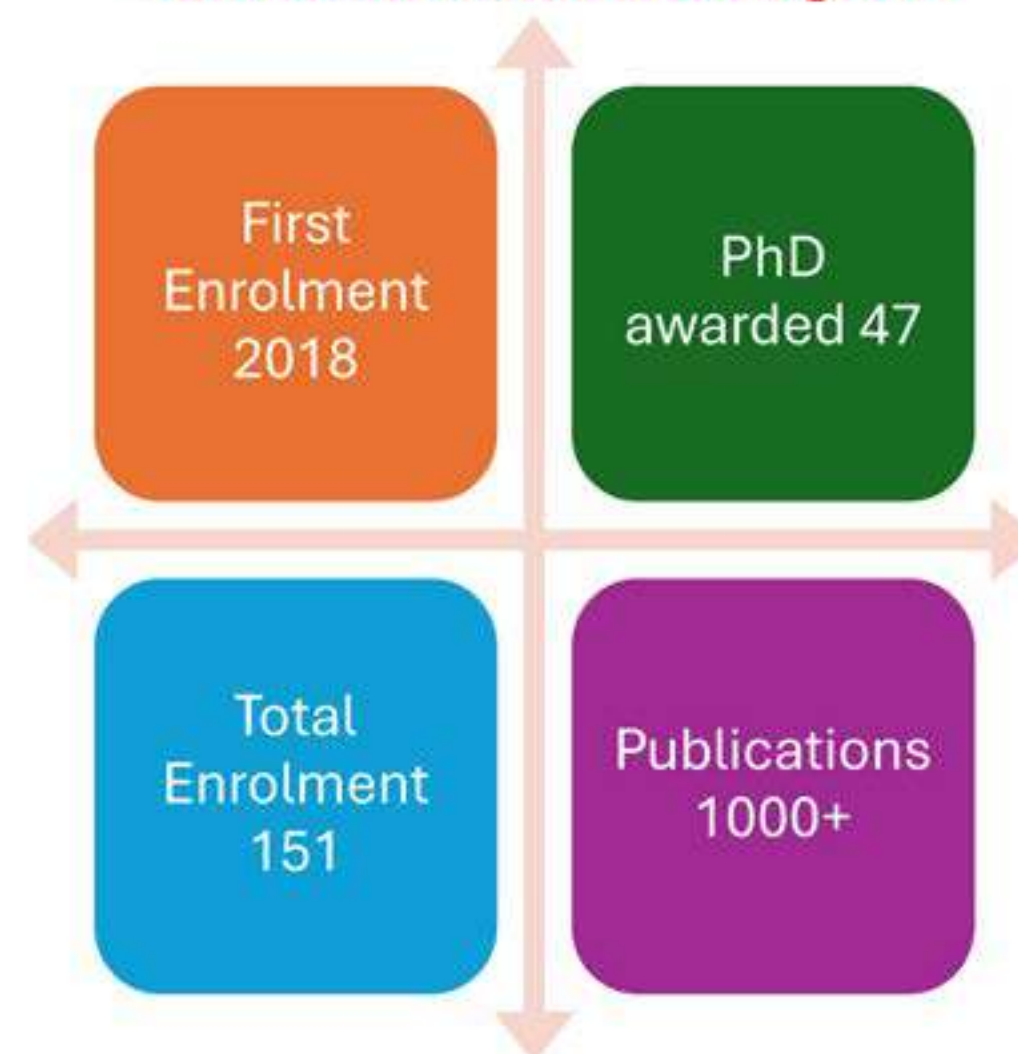 First
Enrolment
2018
PhD
awarded 47
Total
Enrolment
151
Publications
1000+